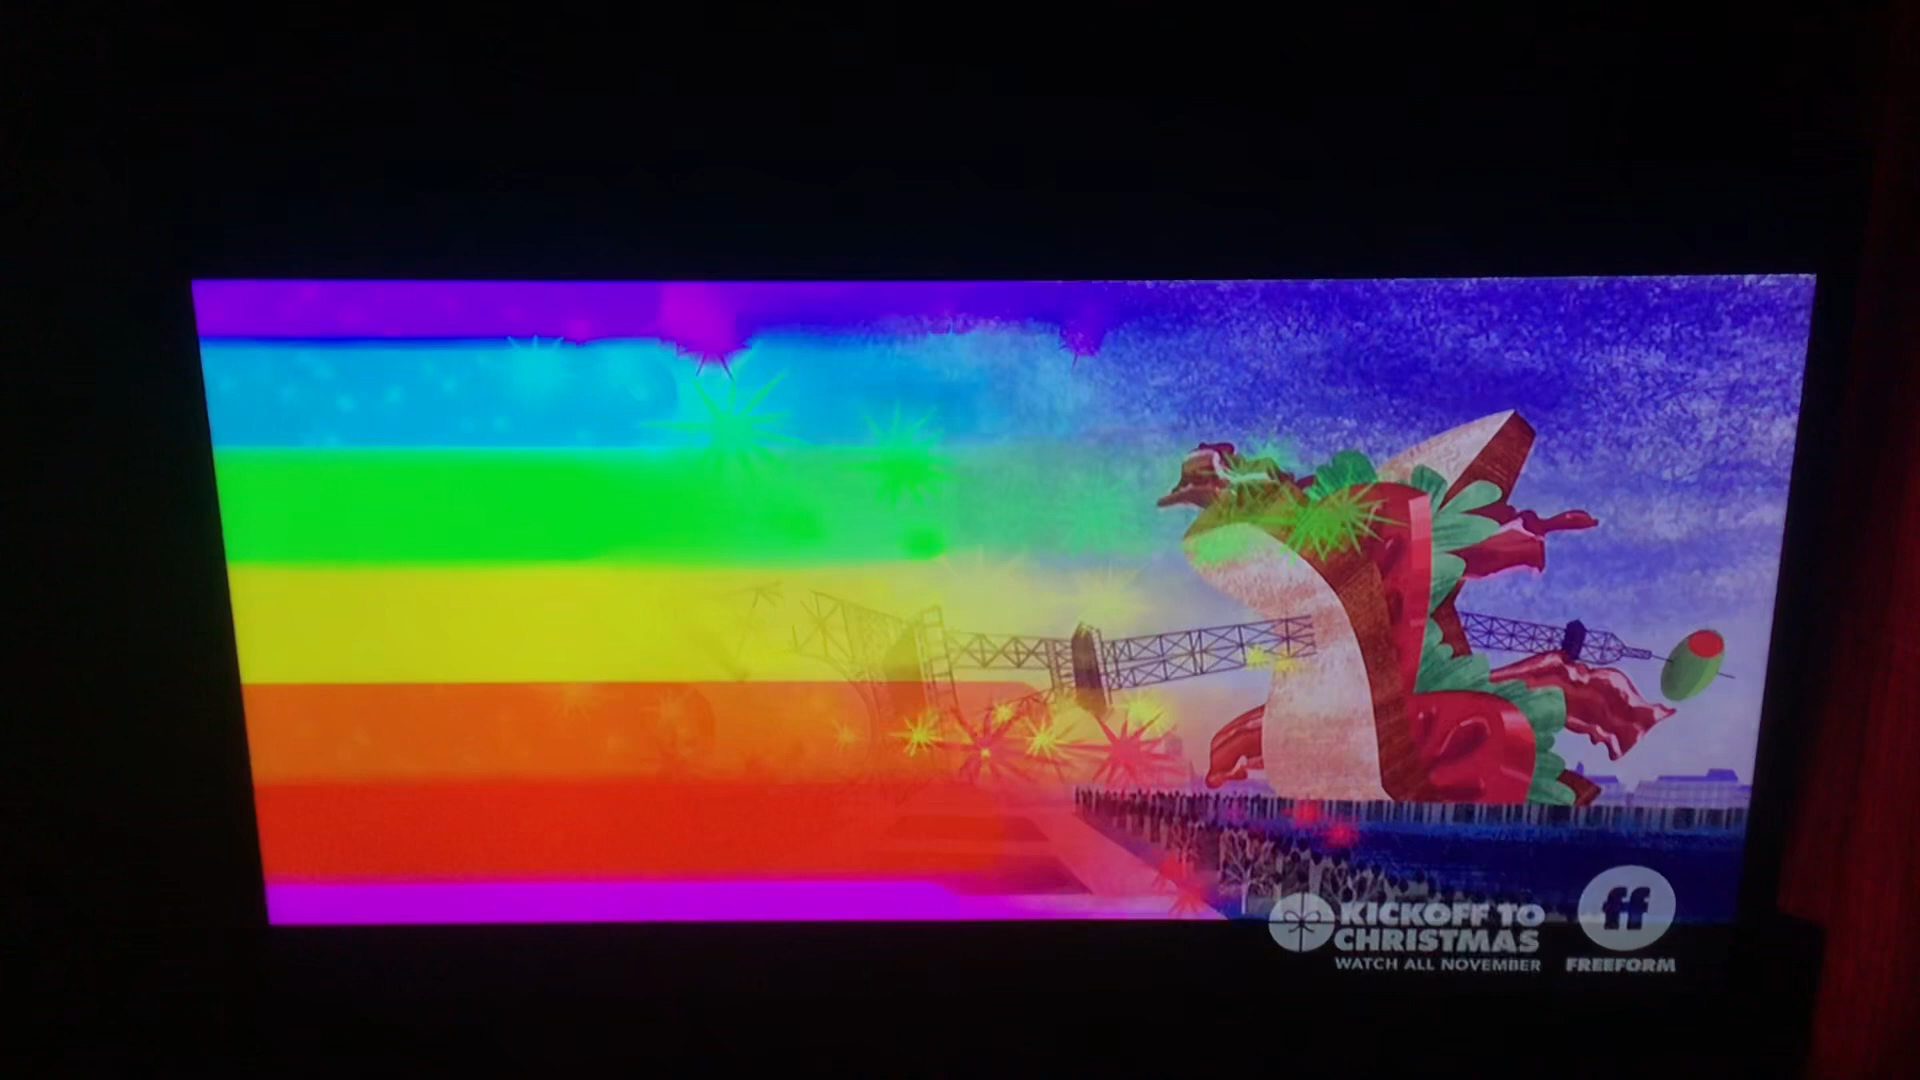 KICKOFF TO
CHRISTMAS
WATCH ALL NOVEMBER
ff
FREEFORM